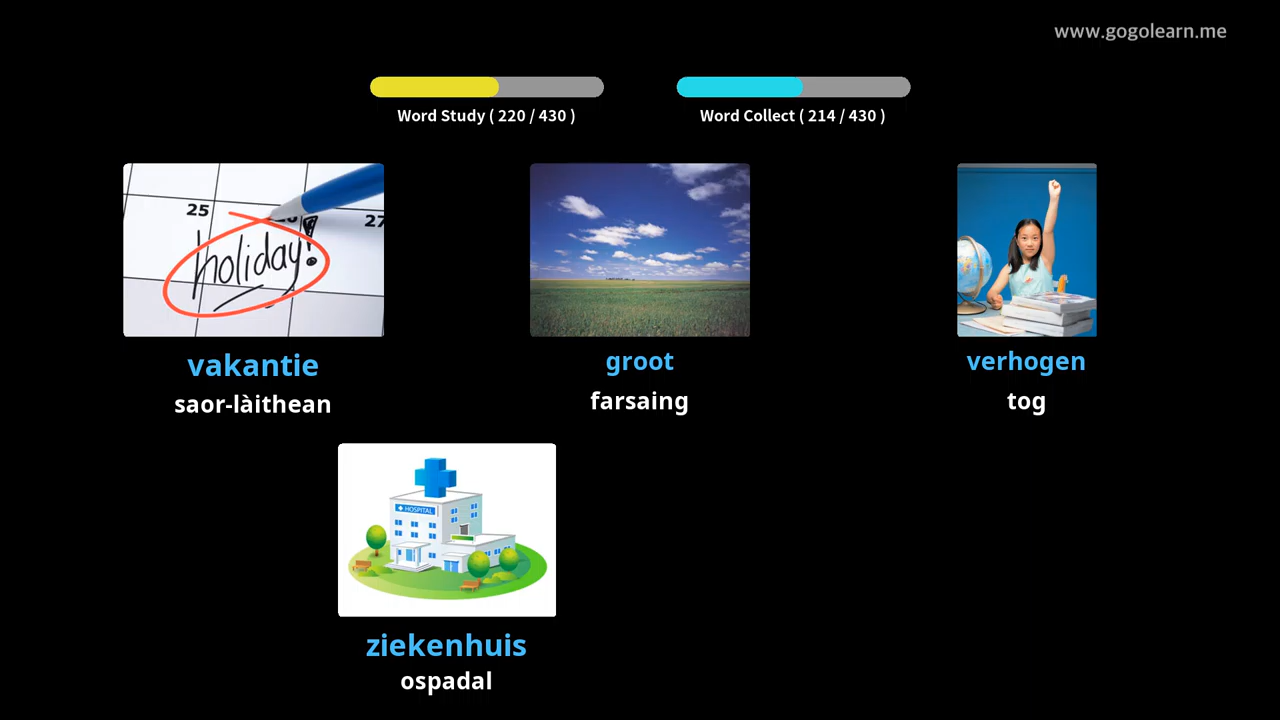 www.gogolearn.me
Word Study ( 220 / 430 )
Word Collect ( 214 / 430 )
25
27
holiday!
vakantie
groot
verhogen
saor-làithean
farsaing
tog
HOSPITAL
ziekenhuis
ospadal